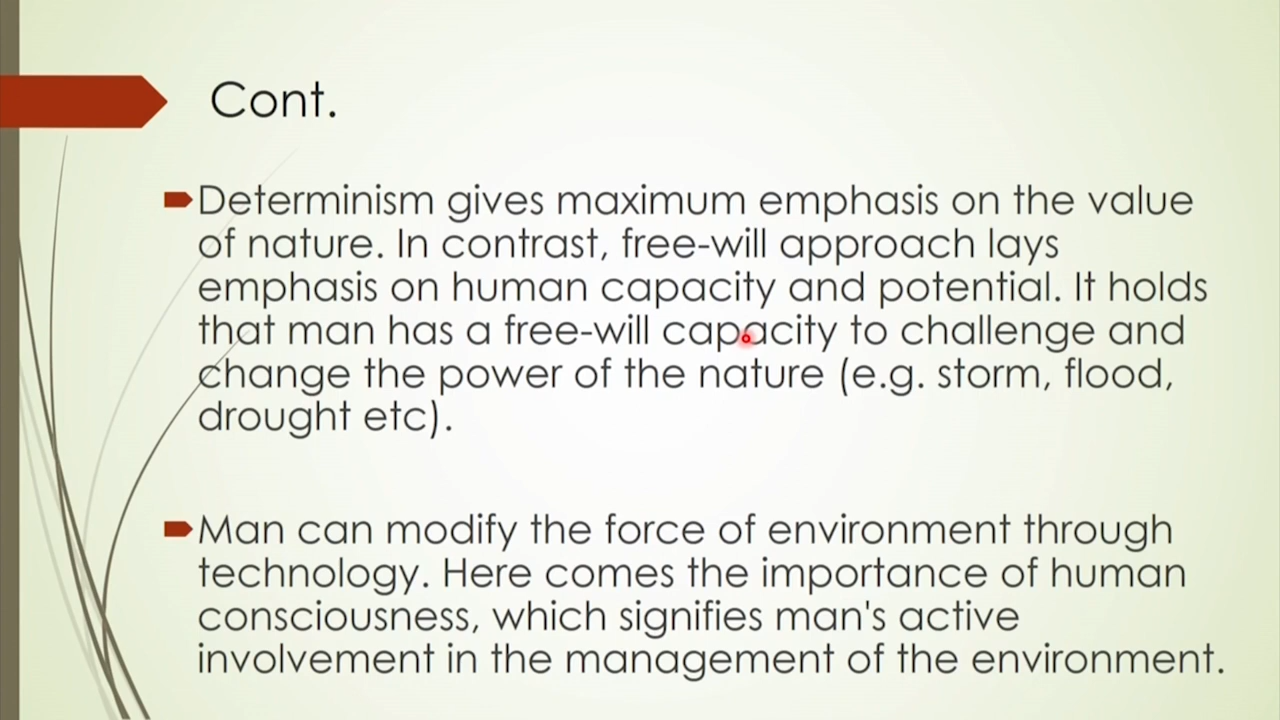 Cont.
Determinism gives maximum emphasis on the value
of nature. In contrast, free-will approach lays
emphasis on human capacity and potential. It holds
that man has a free-will capacity to challenge and
change the power of the nature (e.g. storm, flood,
drought etc).
Man can modify the force of environment through
technology. Here comes the importance of human
consciousness, which signifies man's active
involvement in the management of the environment.